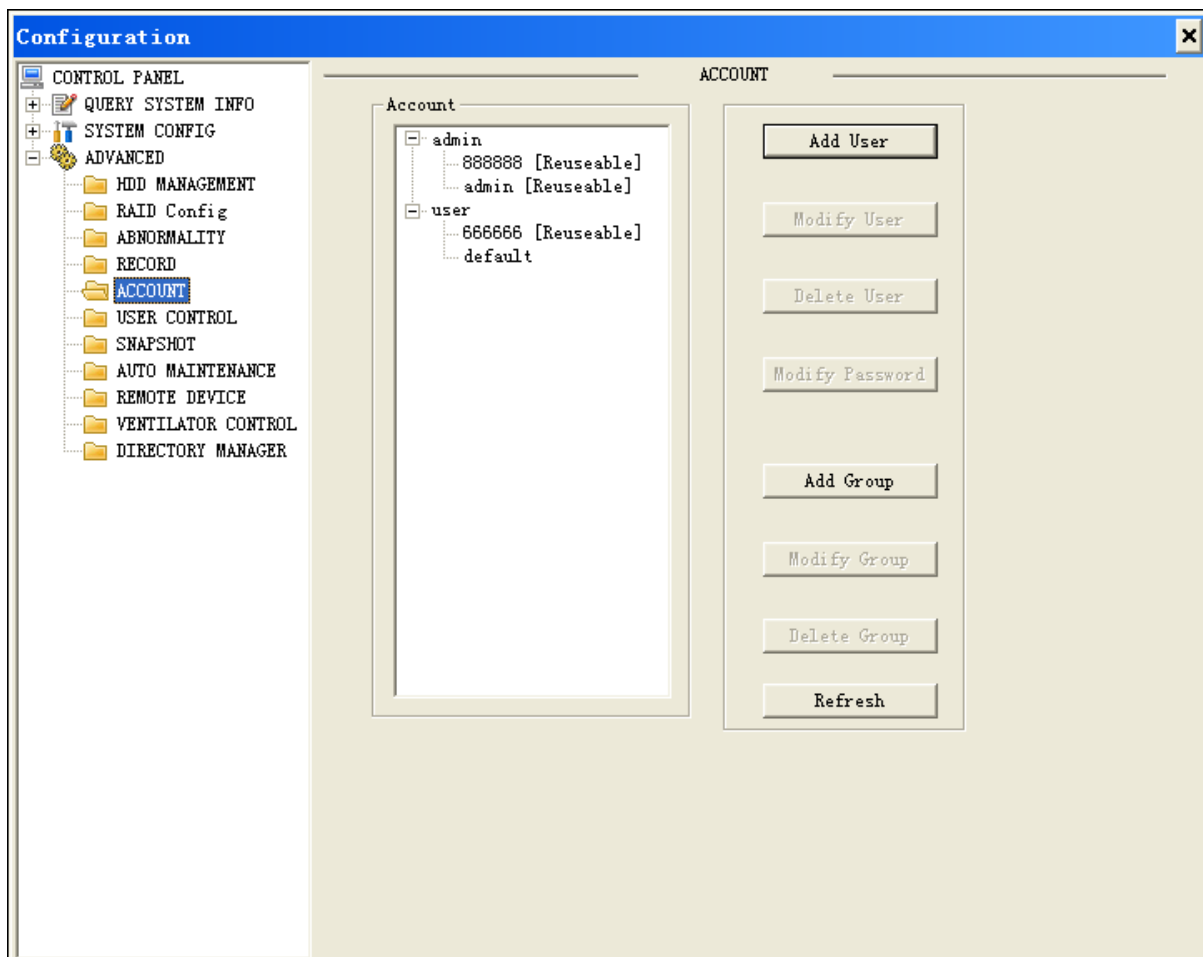 Configuration
CONTROL PANEL
QUERY SYSTEM INFO
SYSTEM CONFIG
ADVANCED
HDD MANAGEMENT
RAID Config
ABNORMALITY
RECORD
ACCOUNT
USER CONTROL
SNAPSHOT
AUTO MAINTENANCE
REMOTE DEVICE
VENTILATOR CONTROL
DIRECTORY MANAGER
ACCOUNT
Account
admin
888888 [Reuseable]
admin [Reuseable]
user
666666 [Reuseable]
default
Add User
Modify User
Delete User
Modify Password
Add Group
Modify Group
Delete Group
Refresh